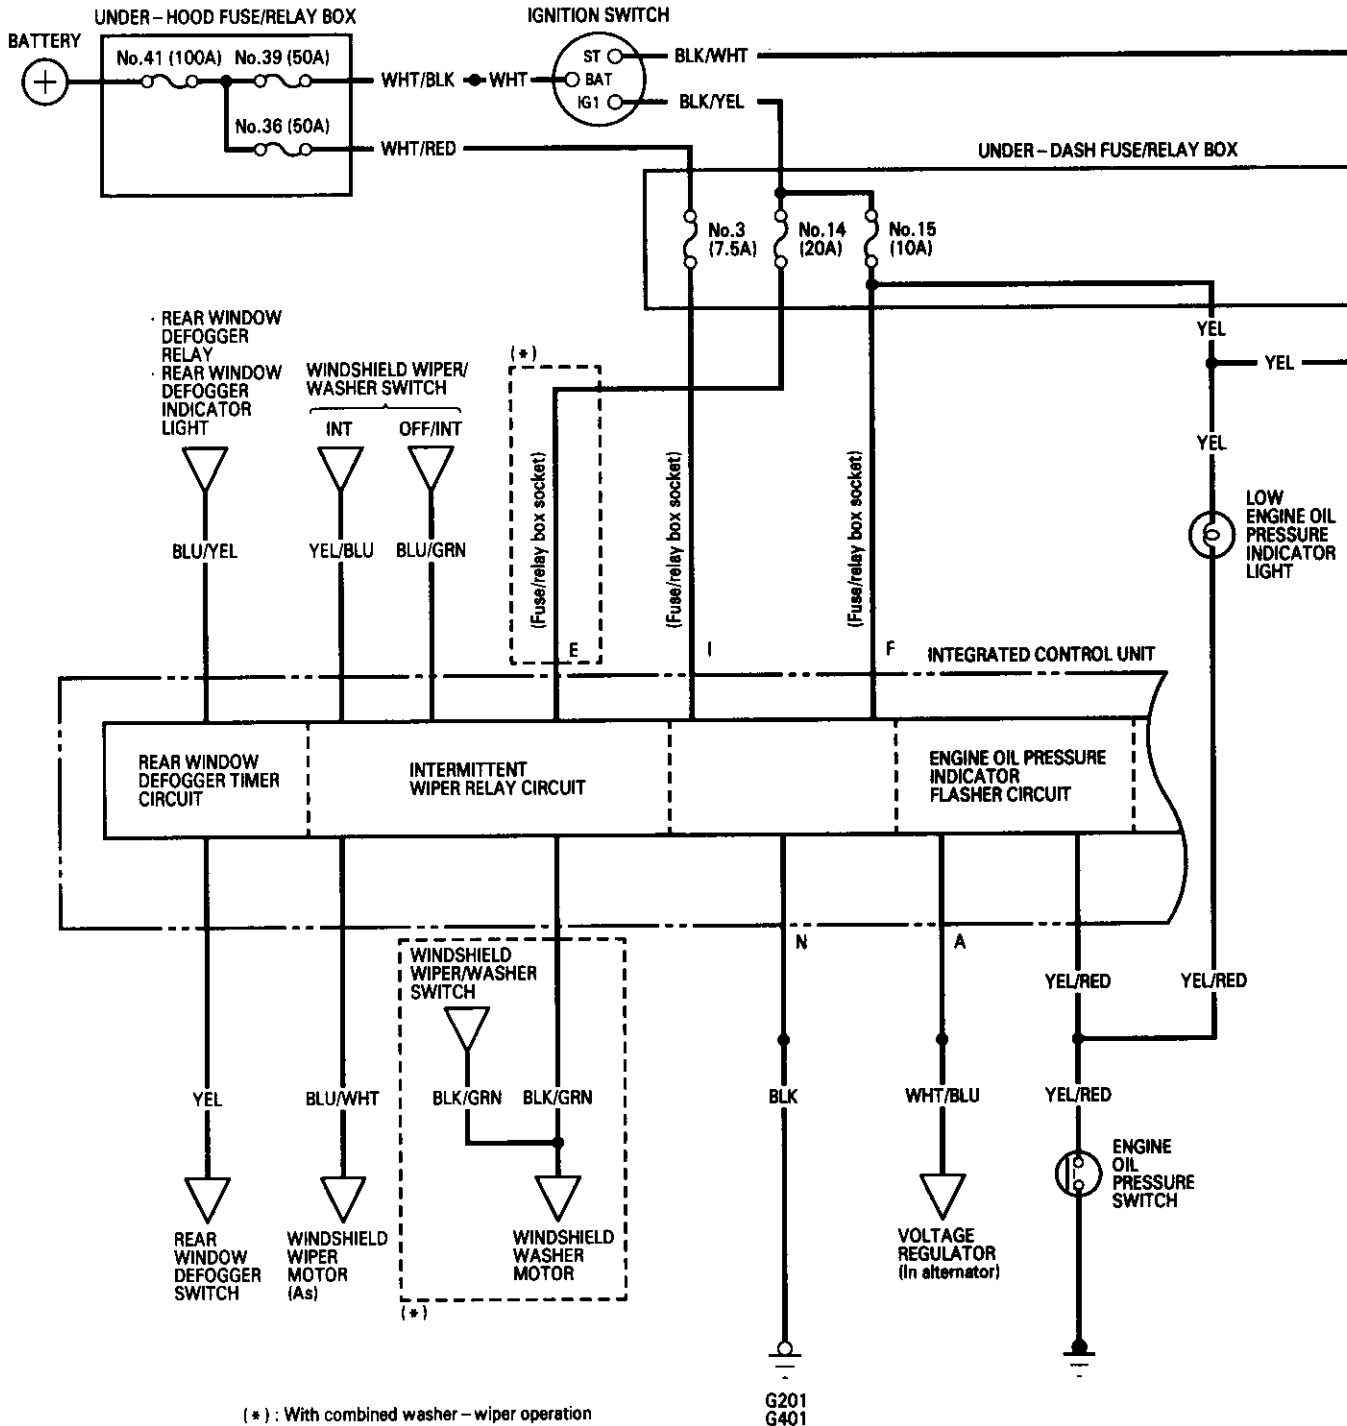 UNDER–HOOD FUSE/RELAY BOX
IGNITION SWITCH
BATTERY
No.41 (100A)
No.39 (50A)
ST
BLK/WHT
WHT/BLK
WHT
BAT
IG1
BLK/YEL
No.36 (50A)
WHT/RED
UNDER–DASH FUSE/RELAY BOX
No.3
(7.5A)
No.14
(20A)
No.15
(10A)
· REAR WINDOW
DEFOGGER
RELAY
· REAR WINDOW
DEFOGGER
INDICATOR
LIGHT
WINDSHIELD WIPER/
WASHER SWITCH
INT
OFF/INT
(*)
YEL
YEL
YEL
(Fuse/relay box socket)
(Fuse/relay box socket)
(Fuse/relay box socket)
LOW
ENGINE OIL
PRESSURE
INDICATOR
LIGHT
BLU/YEL
YEL/BLU
BLU/GRN
E
I
F
INTEGRATED CONTROL UNIT
REAR WINDOW
DEFOGGER TIMER
CIRCUIT
INTERMITTENT
WIPER RELAY CIRCUIT
ENGINE OIL PRESSURE
INDICATOR
FLASHER CIRCUIT
N
A
WINDSHIELD
WIPER/WASHER
SWITCH
YEL/RED
YEL/RED
YEL
BLU/WHT
BLK/GRN
BLK/GRN
BLK
WHT/BLU
YEL/RED
ENGINE
OIL
PRESSURE
SWITCH
REAR
WINDOW
DEFOGGER
SWITCH
WINDSHIELD
WIPER
MOTOR
(As)
WINDSHIELD
WASHER
MOTOR
VOLTAGE
REGULATOR
(In alternator)
(*)
G201
G401
(*) : With combined washer–wiper operation